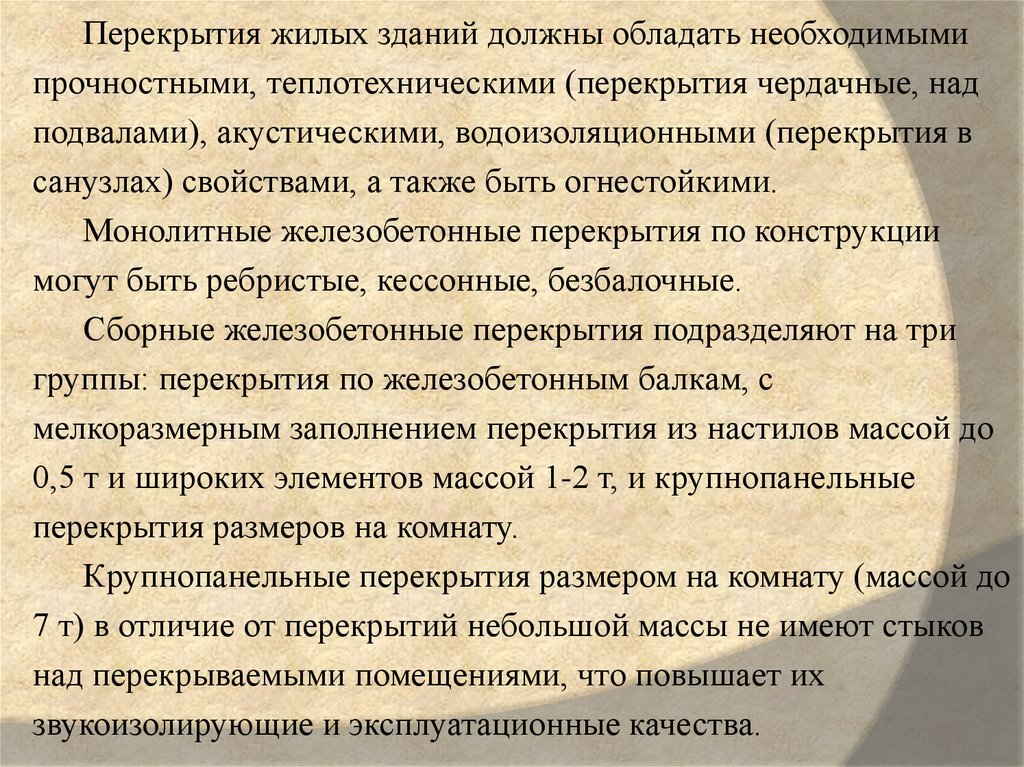 Перекрытия жилых зданий должны обладать необходимыми
прочностными, теплотехническими (перекрытия чердачные, над
подвалами), акустическими, водоизоляционными (перекрытия в
санузлах) свойствами, а также быть огнестойкими.
Монолитные железобетонные перекрытия по конструкции
могут быть ребристые, кессонные, безбалочные.
Сборные железобетонные перекрытия подразделяют на три
группы: перекрытия по железобетонным балкам, с
мелкоразмерным заполнением перекрытия из настилов массой до
0,5 т и широких элементов массой 1-2 т, и крупнопанельные
перекрытия размеров на комнату.
Крупнопанельные перекрытия размером на комнату (массой до
7 т) в отличие от перекрытий небольшой массы не имеют стыков
над перекрываемыми помещениями, что повышает их
звукоизолирующие и эксплуатационные качества.